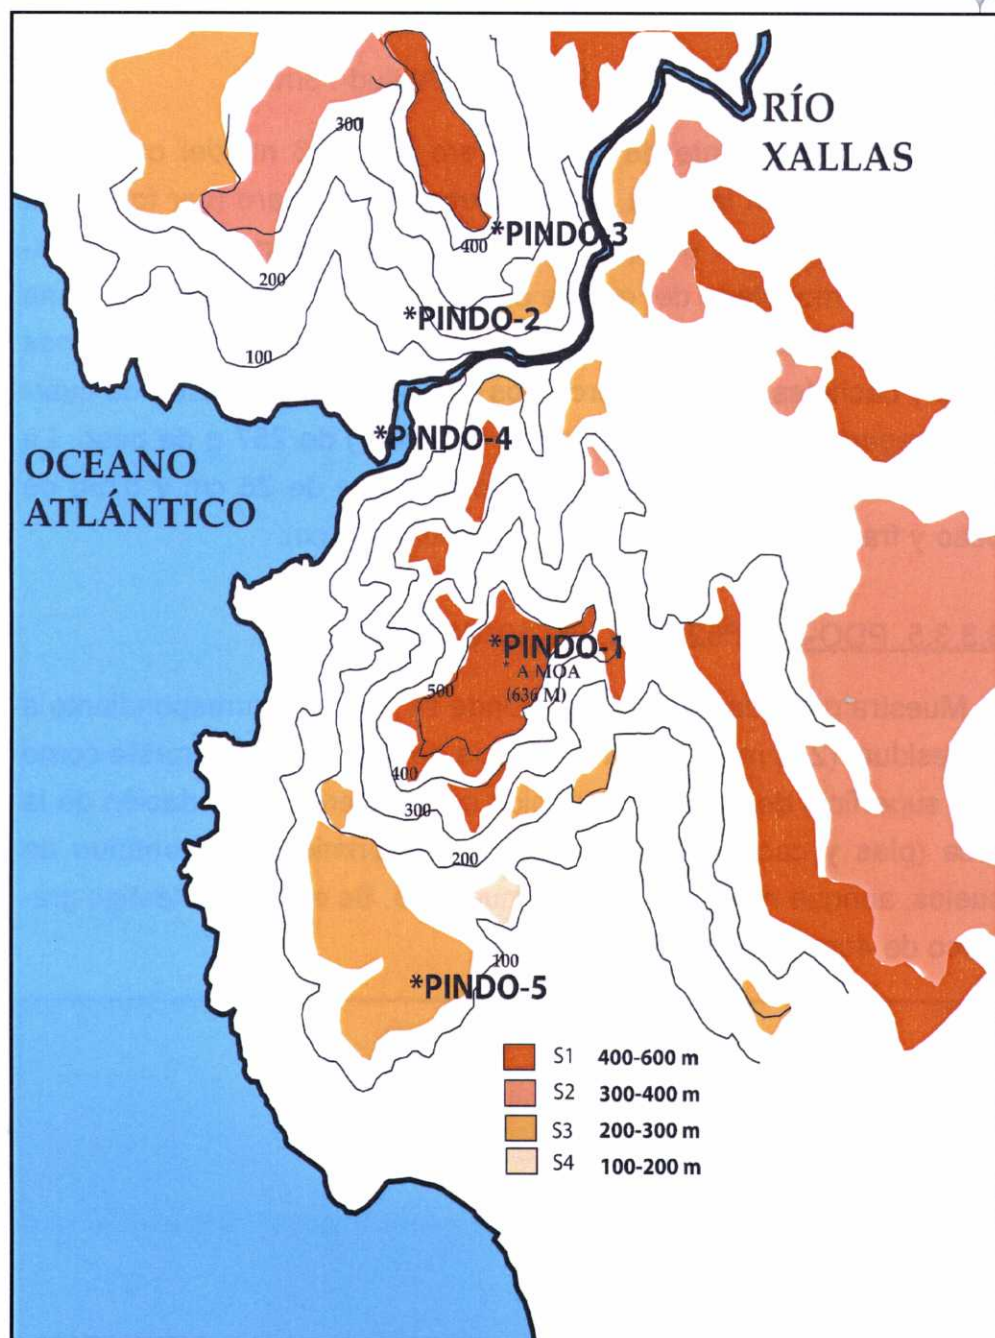 RÍO
XALLAS
300
*PINDO-3
400
200
*PINDO-2
100
*PINDO-4
OCEANO
ATLÁNTICO
*PINDO-1
* A MOA
(636 M)
500
400
300
200
100
*PINDO-5
S1 400-600 m
S2 300-400 m
S3 200-300 m
S4 100-200 m